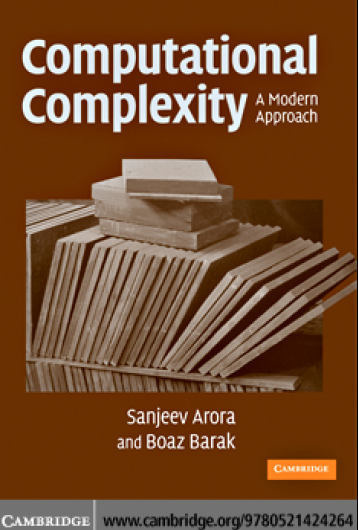 Computational
Complexity
A Modern
Approach
Sanjeev Arora
and Boaz Barak
CAMBRIDGE
CAMBRIDGE
www.cambridge.org/9780521424264